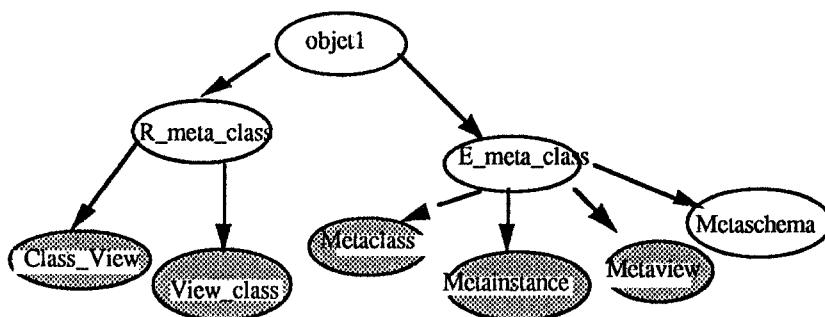 objet1
R_meta_class
E_meta_class
Metaschema
Class_View
View_class
Metaclass
Metainstance
Metaview